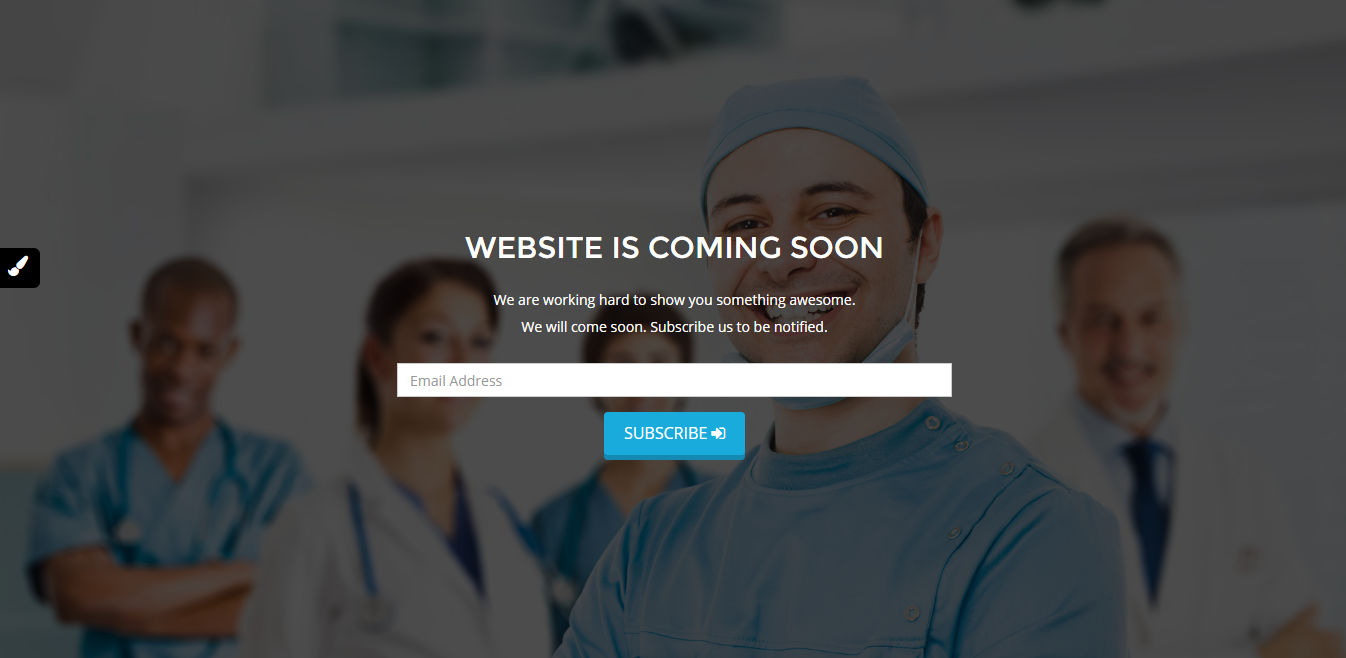 WEBSITE IS COMING SOON
We are working hard to show you something awesome.
We will come soon. Subscribe us to be notified.
Email Address
SUBSCRIBE